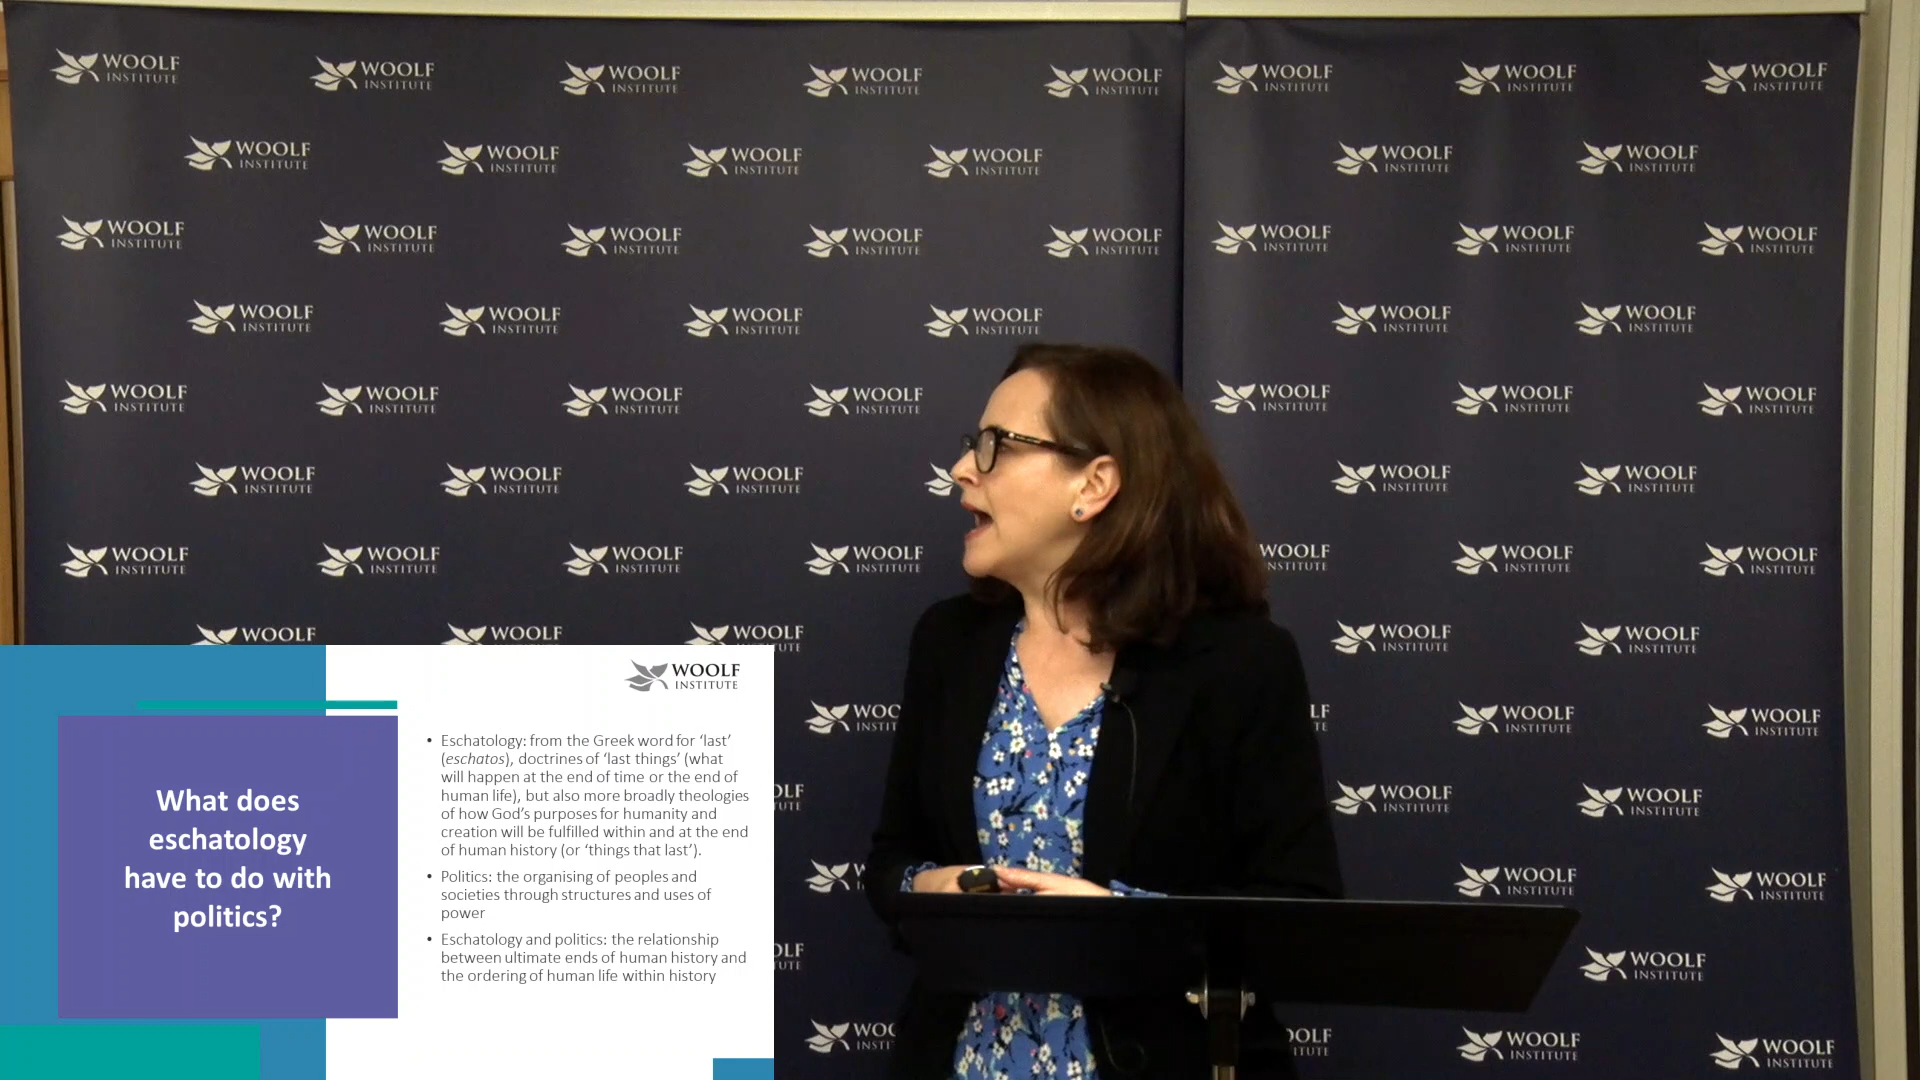 WOOLF INSTITUTE
What does
eschatology
have to do with
politics?
• Eschatology: from the Greek word for ‘last’
(eschatos), doctrines of ‘last things’ (what
will happen at the end of time or the end of
human life), but also more broadly theologies
of how God’s purposes for humanity and
creation will be fulfilled within and at the end
of human history (or ‘things that last’).
• Politics: the organising of peoples and
societies through structures and uses of
power
• Eschatology and politics: the relationship
between ultimate ends of human history and
the ordering of human life within history